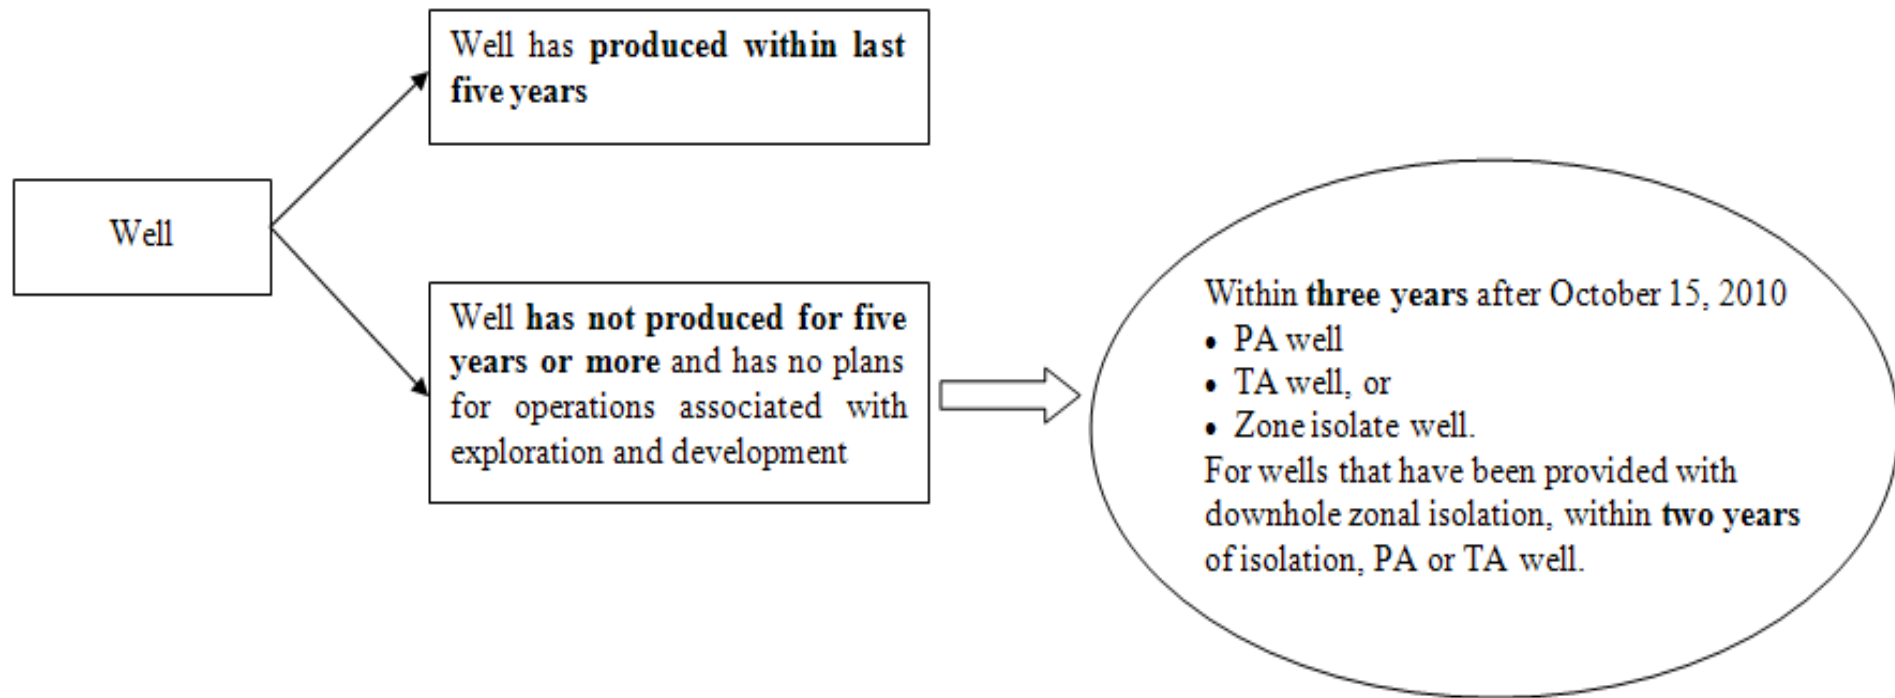 Well has produced within last
five years
Well
Well has not produced for five
years or more and has no plans
for operations associated with
exploration and development
Within three years after October 15, 2010
• PA well
• TA well, or
• Zone isolate well.
For wells that have been provided with
downhole zonal isolation, within two years
of isolation, PA or TA well.